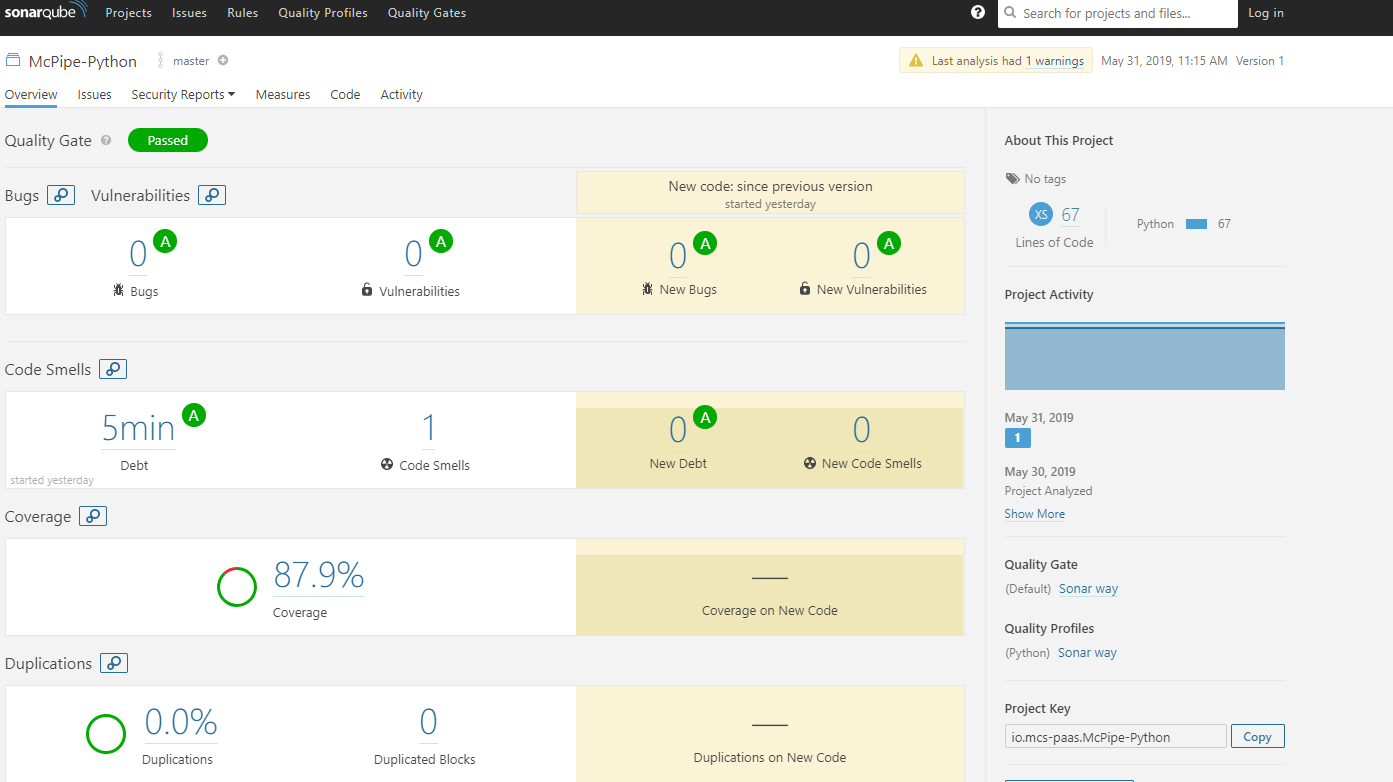 sonarqube Projects Issues Rules Quality Profiles Quality Gates ? Search for projects and files... Log in
McPipe-Python master Last analysis had 1 warnings May 31, 2019, 11:15 AM Version 1
Overview Issues Security Reports Measures Code Activity
Quality Gate ? Passed
Bugs Vulnerabilities
New code: since previous version
started yesterday
0 A 0 A 0 A 0 A
Bugs Vulnerabilities New Bugs New Vulnerabilities
Code Smells
5min A 1 0 A 0
Debt Code Smells New Debt New Code Smells
started yesterday
Coverage
87.9% —
Coverage Coverage on New Code
Duplications
0.0% 0 —
Duplications Duplicated Blocks Duplications on New Code
About This Project
No tags
XS 67 Python 67
Lines of Code
Project Activity
May 31, 2019
1
May 30, 2019
Project Analyzed
Show More
Quality Gate
(Default) Sonar way
Quality Profiles
(Python) Sonar way
Project Key
io.mcs-paas.McPipe-Python Copy